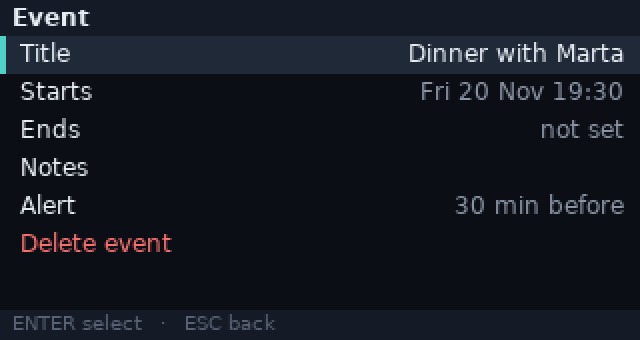 Event
Title Dinner with Marta
Starts Fri 20 Nov 19:30
Ends not set
Notes
Alert 30 min before
Delete event
ENTER select · ESC back